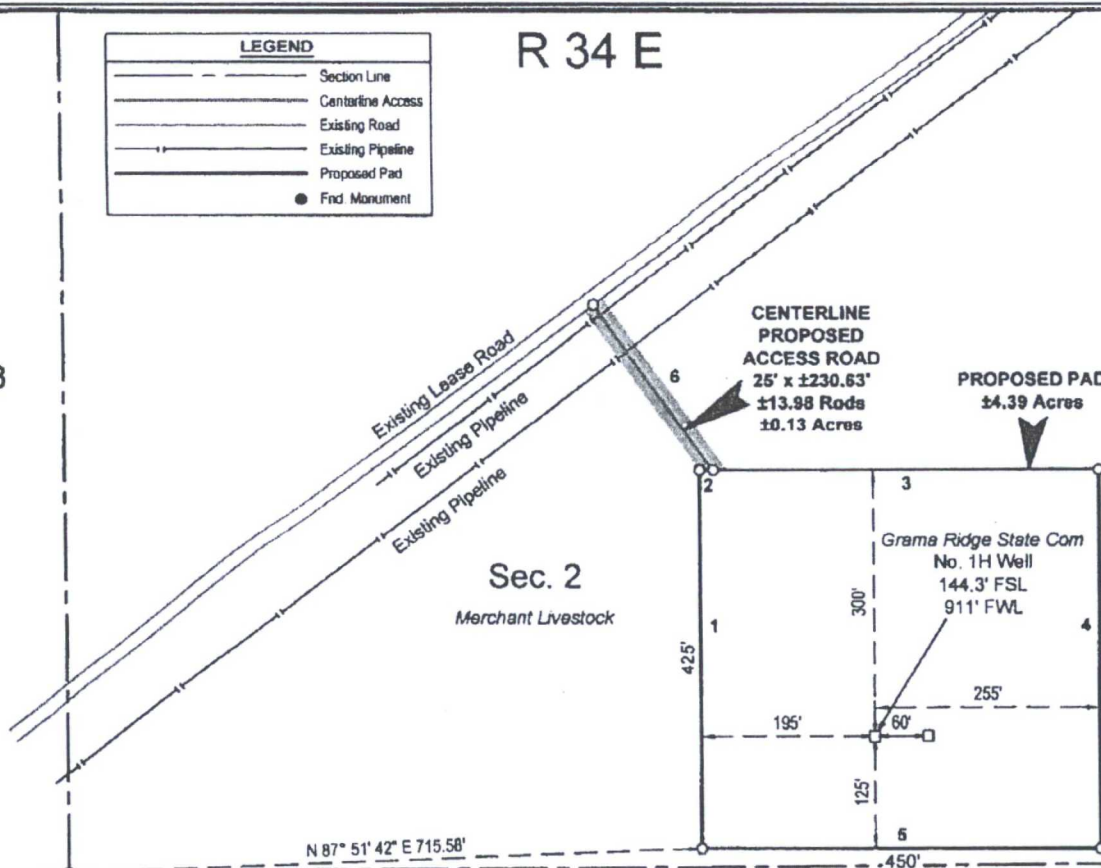 LEGEND
Section Line
Centerline Access
Existing Road
Existing Pipeline
Proposed Pad
Fnd. Monument
R 34 E
Existing Lease Road
Existing Pipeline
Existing Pipeline
CENTERLINE
PROPOSED
ACCESS ROAD
25' x ±230.63'
±13.98 Rods
±0.13 Acres
6
PROPOSED PAD
±4.39 Acres
2
3
Sec. 2
Merchant Livestock
Grama Ridge State Com
No. 1H Well
144.3' FSL
911' FWL
300'
1
4
425'
255'
195'
60'
125'
5
N 87° 51' 42" E 715.58'
450'